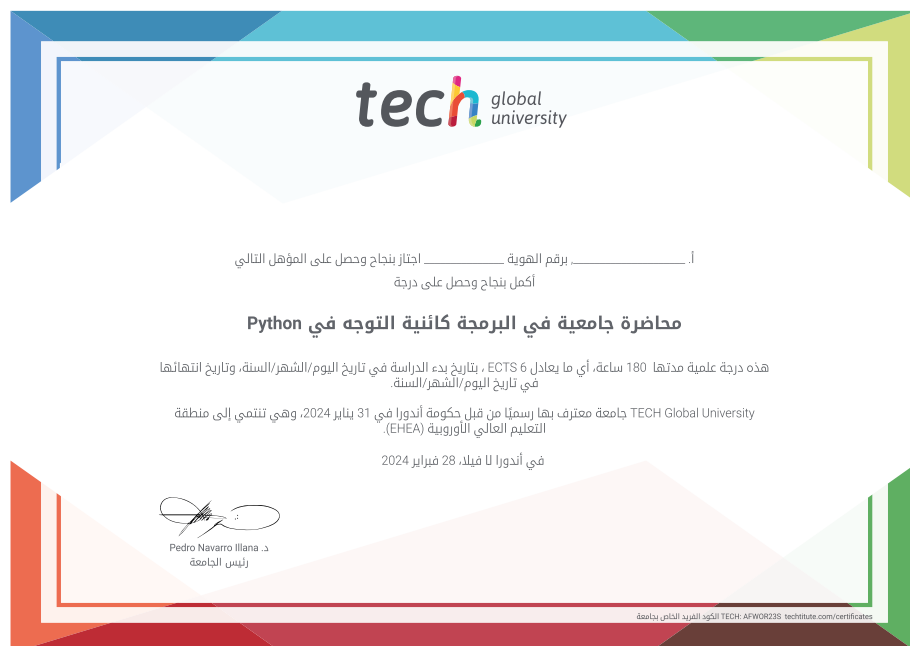 tech global
university
أ. ____________________, برقم الهوية ______________ اجتاز بنجاح وحصل على المؤهل التالي
أكمل بنجاح وحصل على درجة
محاضرة جامعية في البرمجة كائنية التوجه في Python
هذه درجة علمية مدتها 180 ساعة، أي ما يعادل 6 ECTS ، بتاريخ بدء الدراسة في تاريخ اليوم/الشهر/السنة، وتاريخ انتهائها
في تاريخ اليوم/الشهر/السنة.
TECH Global University جامعة معترف بها رسميًا من قبل حكومة أندورا في 31 يناير 2024، وهي تنتمي إلى منطقة
التعليم العالي الأوروبية (EHEA).
في أندورا لا فيلا، 28 فبراير 2024
د. Pedro Navarro Illana
رئيس الجامعة
الكود الفريد الخاص بجامعة TECH: AFWOR23S techtitute.com/certificates